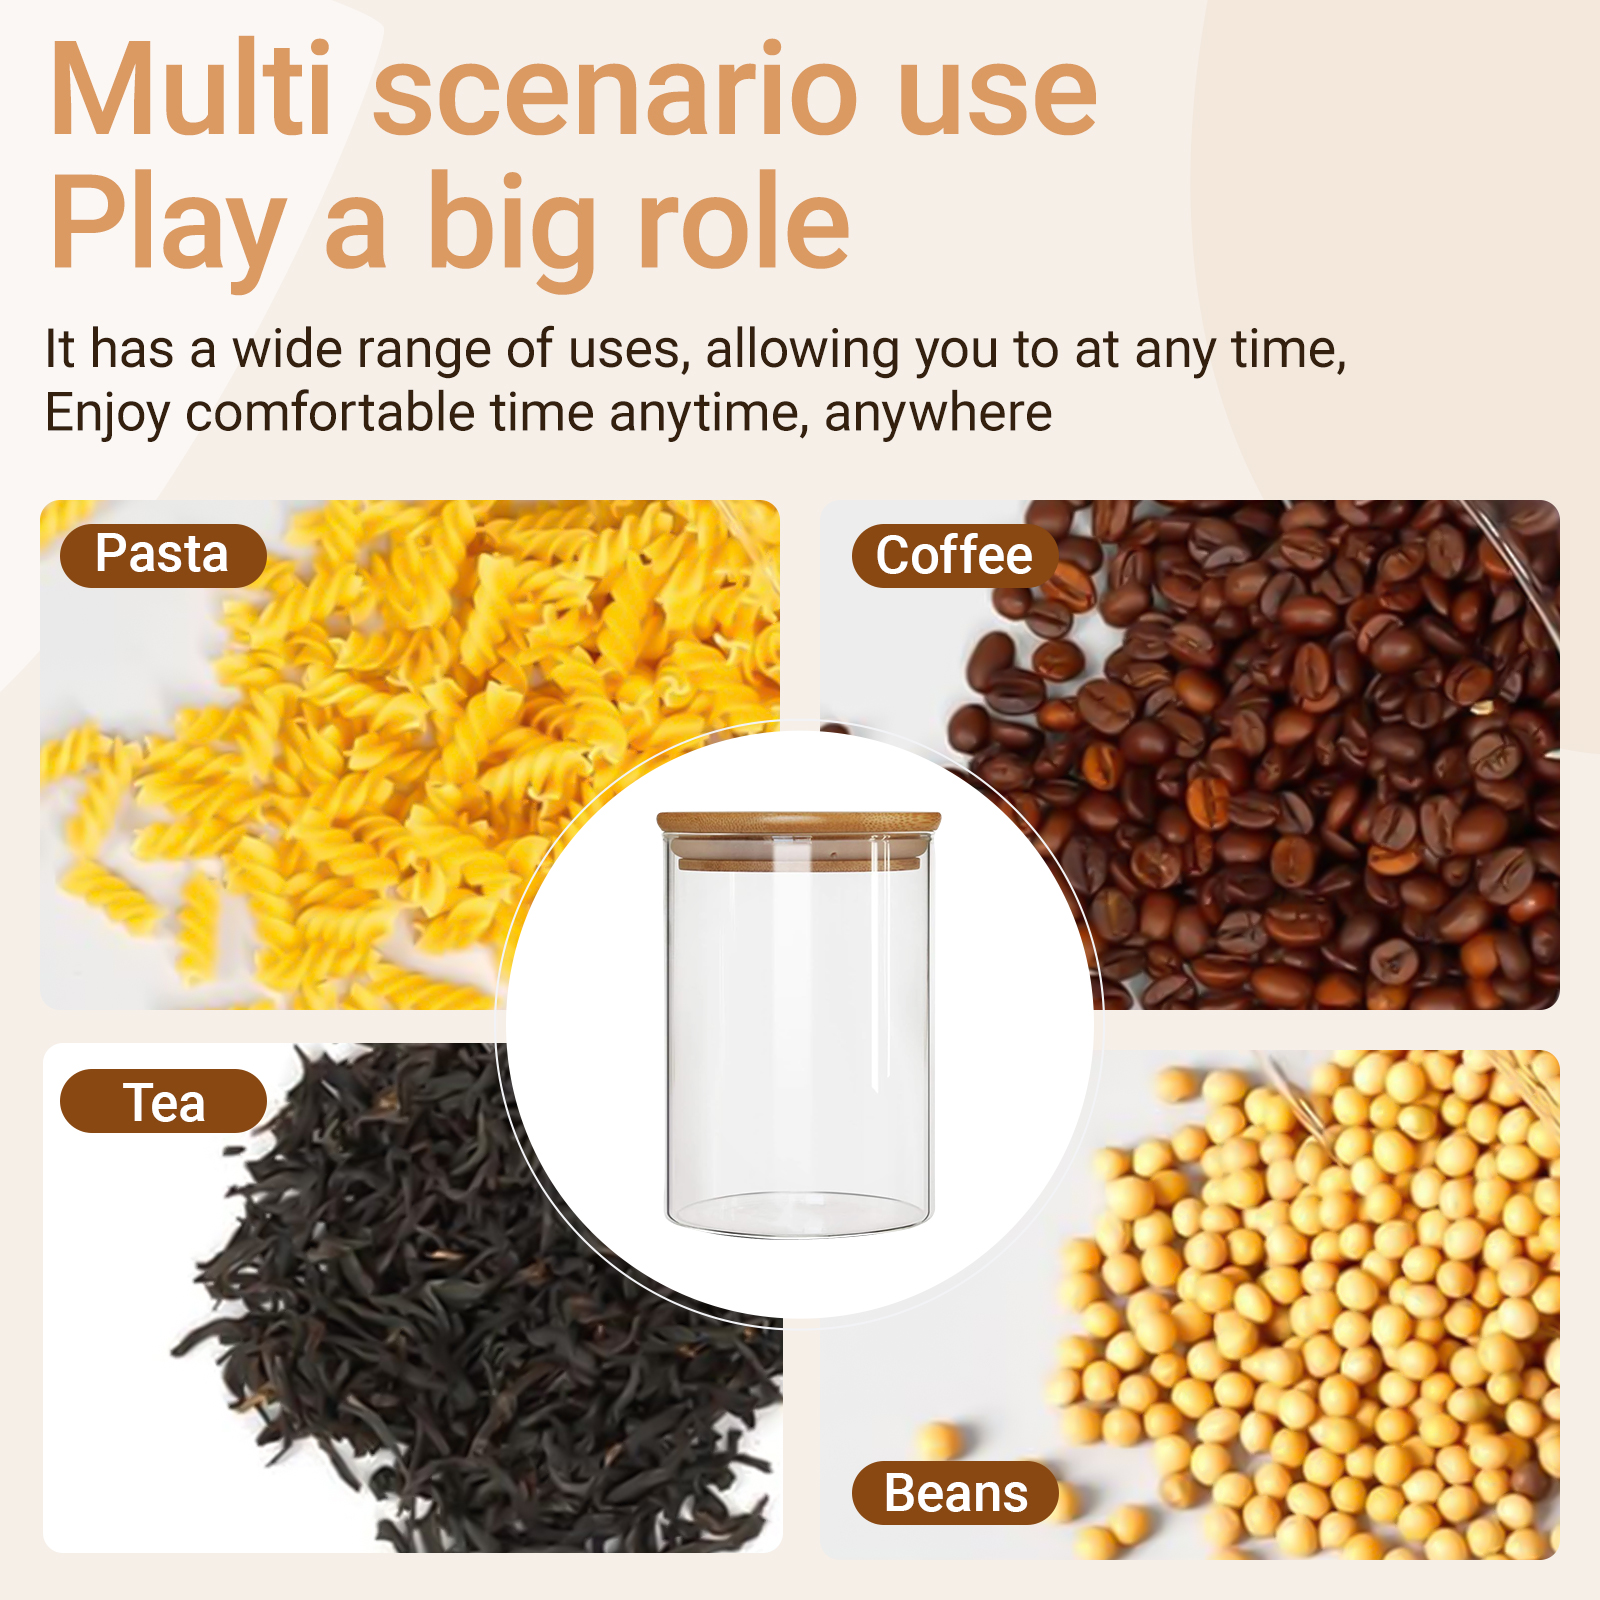 Multi scenario use
Play a big role
It has a wide range of uses, allowing you to at any time,
Enjoy comfortable time anytime, anywhere
Pasta
Coffee
Tea
Beans